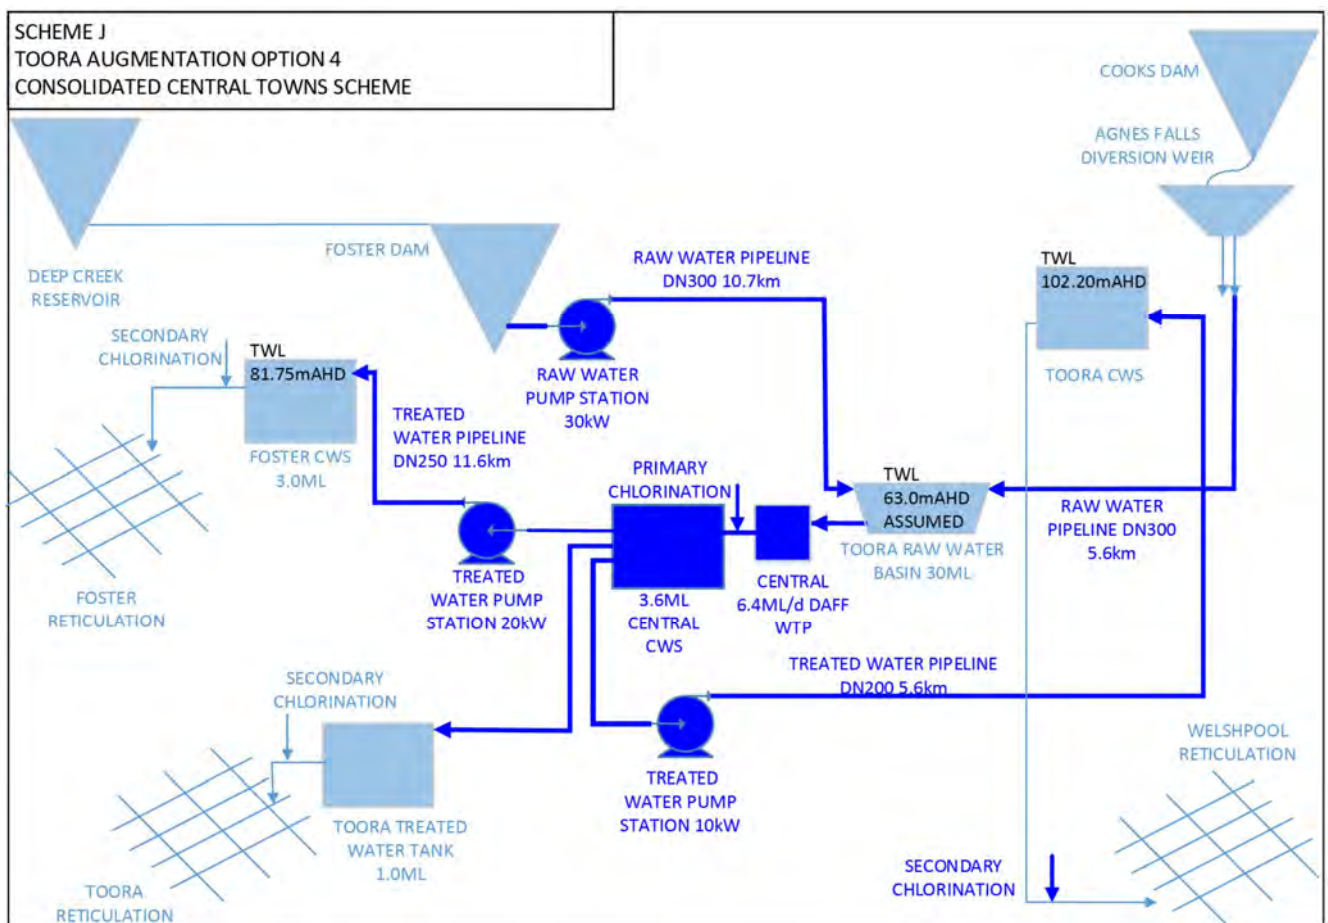 SCHEME J
TOORA AUGMENTATION OPTION 4
CONSOLIDATED CENTRAL TOWNS SCHEME
COOKS DAM
AGNES FALLS
DIVERSION WEIR
DEEP CREEK
RESERVOIR
FOSTER DAM
RAW WATER PIPELINE
DN300 10.7km
TWL
102.20mAHD
TOORA CWS
SECONDARY
CHLORINATION
TWL
81.75mAHD
FOSTER CWS
3.0ML
RAW WATER
PUMP STATION
30kW
TREATED
WATER PIPELINE
DN250 11.6km
PRIMARY
CHLORINATION
TWL
63.0mAHD
ASSUMED
TOORA RAW WATER
BASIN 30ML
RAW WATER
PIPELINE DN300
5.6km
FOSTER
RETICULATION
TREATED
WATER PUMP
STATION 20kW
3.6ML
CENTRAL
CWS
CENTRAL
6.4ML/d DAFF
WTP
TREATED WATER PIPELINE
DN200 5.6km
SECONDARY
CHLORINATION
TOORA TREATED
WATER TANK
1.0ML
TREATED
WATER PUMP
STATION 10kW
WELSHPOOL
RETICULATION
SECONDARY
CHLORINATION
TOORA
RETICULATION